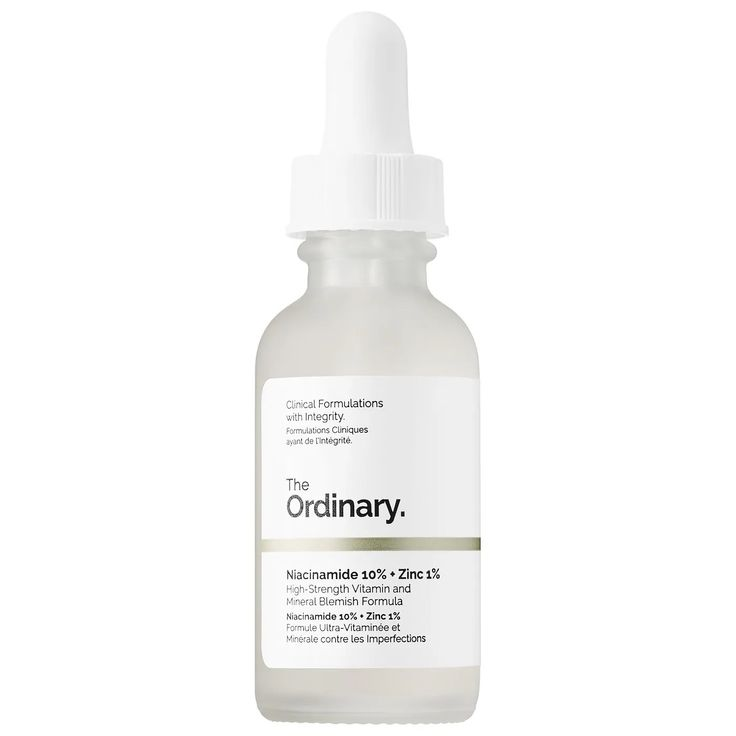 Clinical Formulations
with Integrity.
Formulations Cliniques
ayant de l'Intégrité.
The
Ordinary.
Niacinamide 10% + Zinc 1%
High-Strength Vitamin and
Mineral Blemish Formula
Niacinamide 10% + Zinc 1%
Formule Ultra-Vitaminée et
Minérale contre les Imperfections